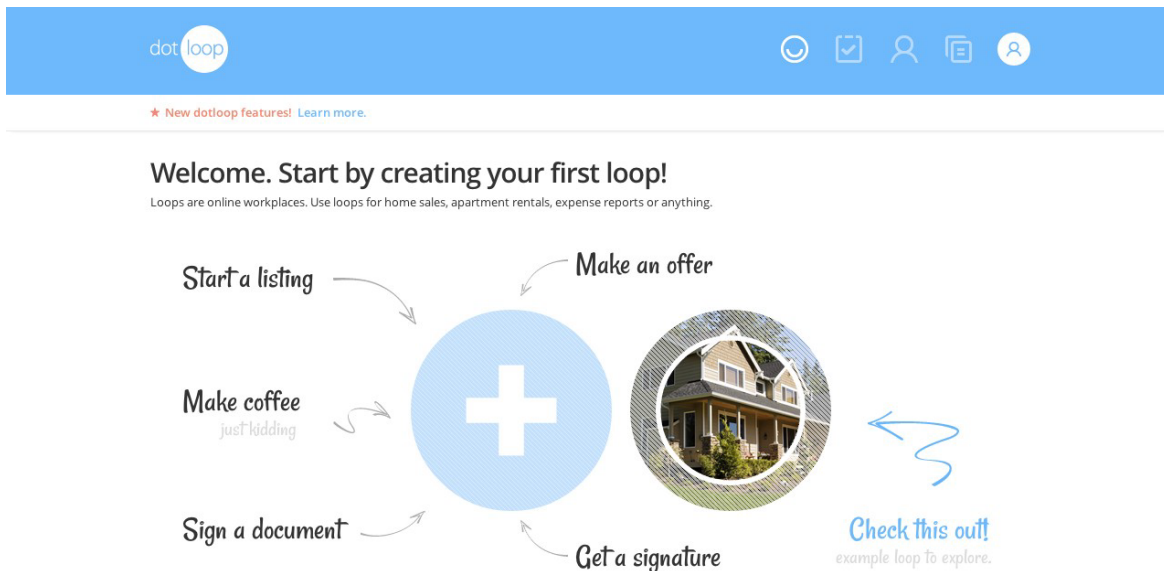 dotloop
★ New dotloop features! Learn more.
Welcome. Start by creating your first loop!
Loops are online workplaces. Use loops for home sales, apartment rentals, expense reports or anything.
Start a listing
Make an offer
Make coffee
just kidding
Sign a document
Get a signature
Check this out!
example loop to explore.